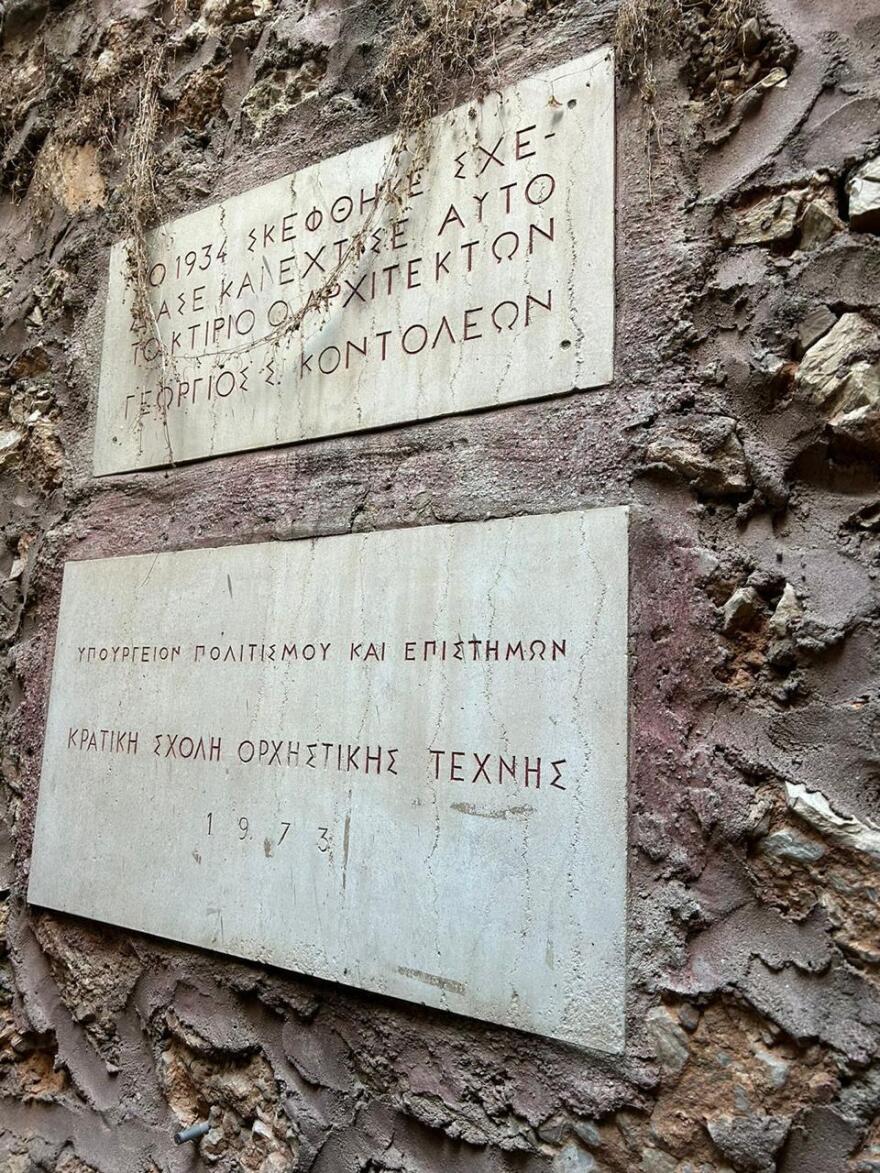 ΤΟ 1934 ΣΚΕΦΘΗΚΕ ΣΧΕ-
ΔΙΑΣΕ ΚΑΙ ΕΧΤΙΣΕ ΑΥΤΟ
ΤΟ ΚΤΙΡΙΟ Ο ΑΡΧΙΤΕΚΤΩΝ
ΓΕΩΡΓΙΟΣ Σ. ΚΟΝΤΟΛΕΩΝ
ΥΠΟΥΡΓΕΙΟΝ ΠΟΛΙΤΙΣΜΟΥ ΚΑΙ ΕΠΙΣΤΗΜΩΝ
ΚΡΑΤΙΚΗ ΣΧΟΛΗ ΟΡΧΗΣΤΙΚΗΣ ΤΕΧΝΗΣ
1973